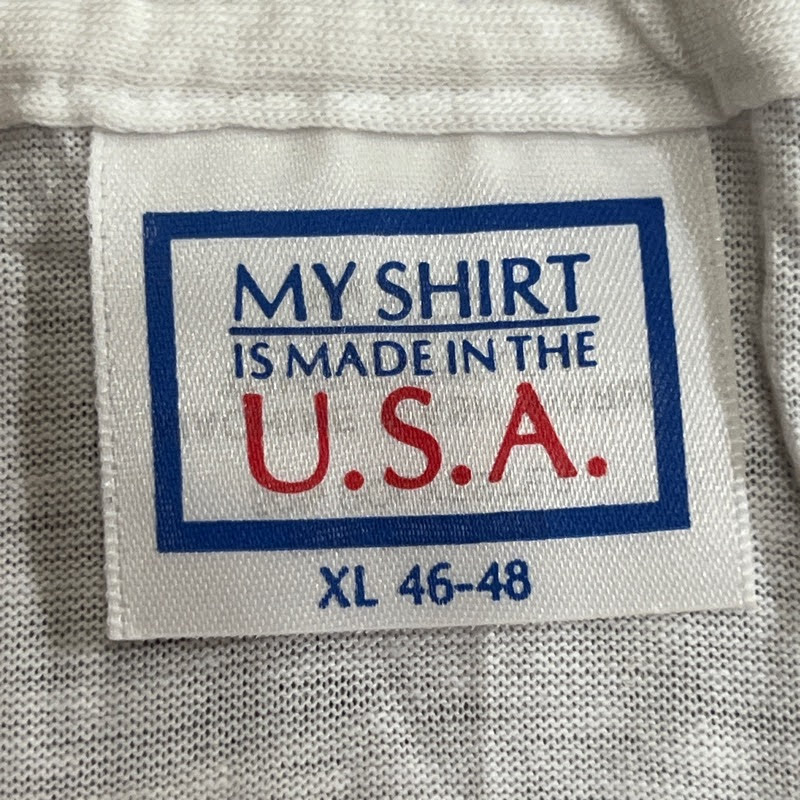 MY SHIRT
IS MADE IN THE
U.S.A.
XL 46-48